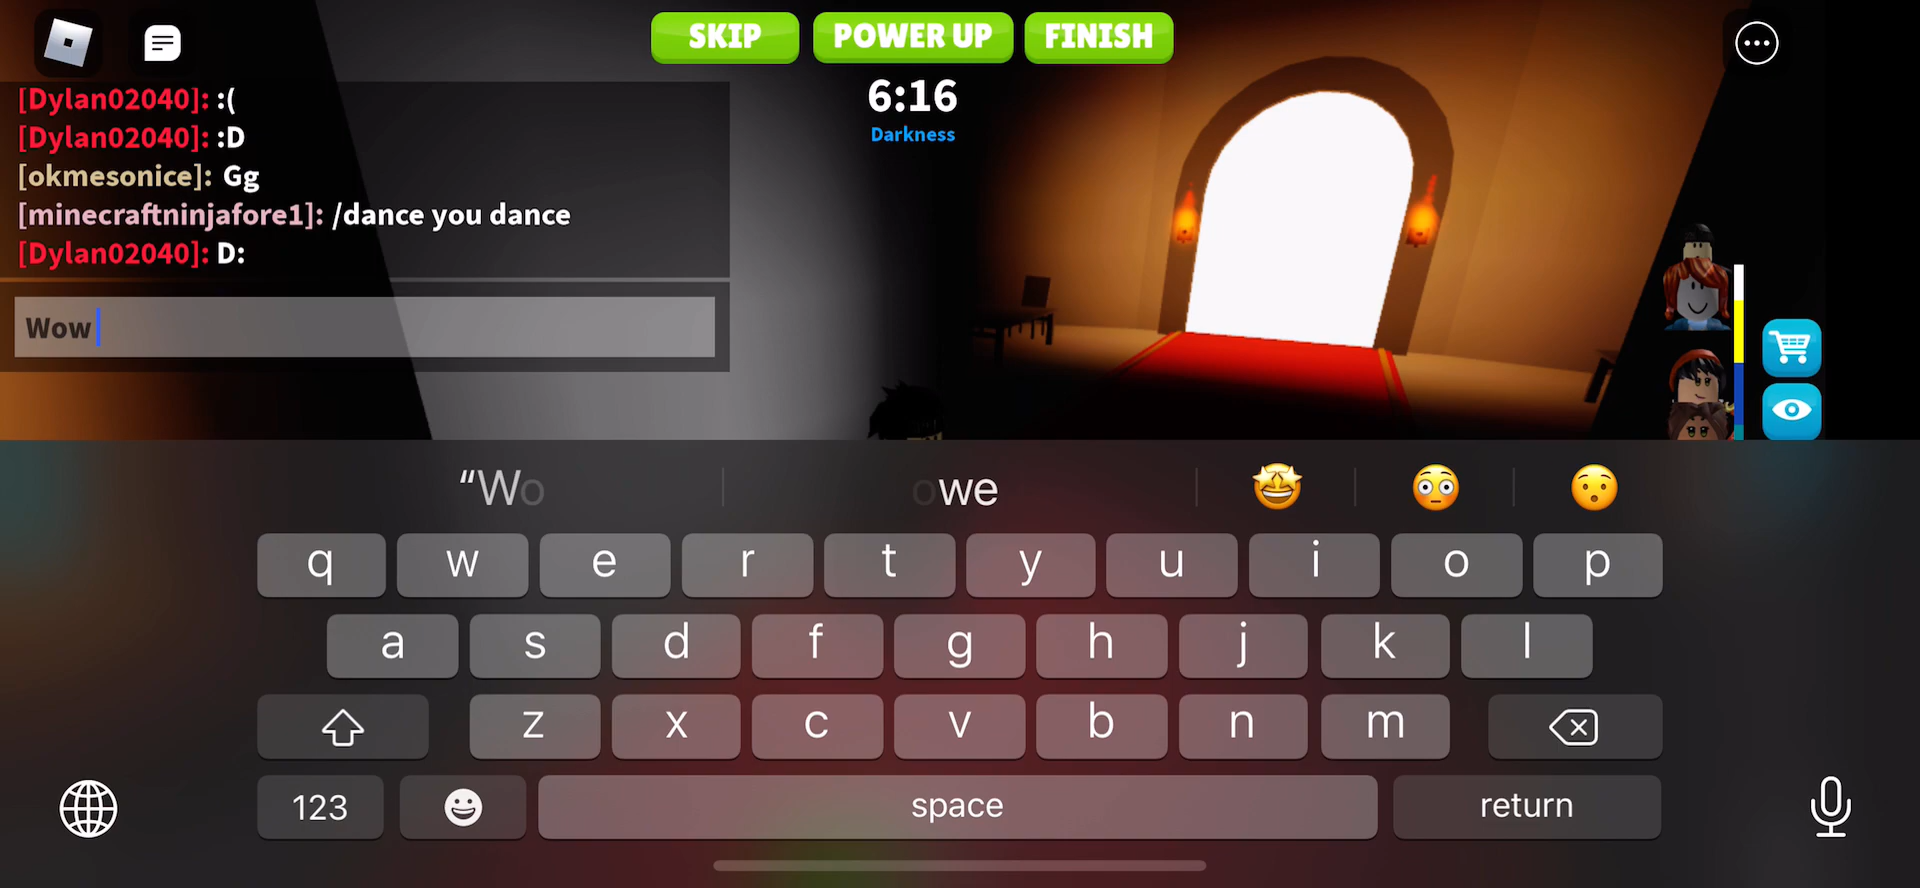 SKIP POWER UP FINISH
6:16
Darkness
[Dylan02040]: :(
[Dylan02040]: :D
[okmesonice]: Gg
[minecraftninjafore1]: /dance you dance
[Dylan02040]: D:
Wow
“Wo we
q w e r t y u i o p
a s d f g h j k l
z x c v b n m
123 space return